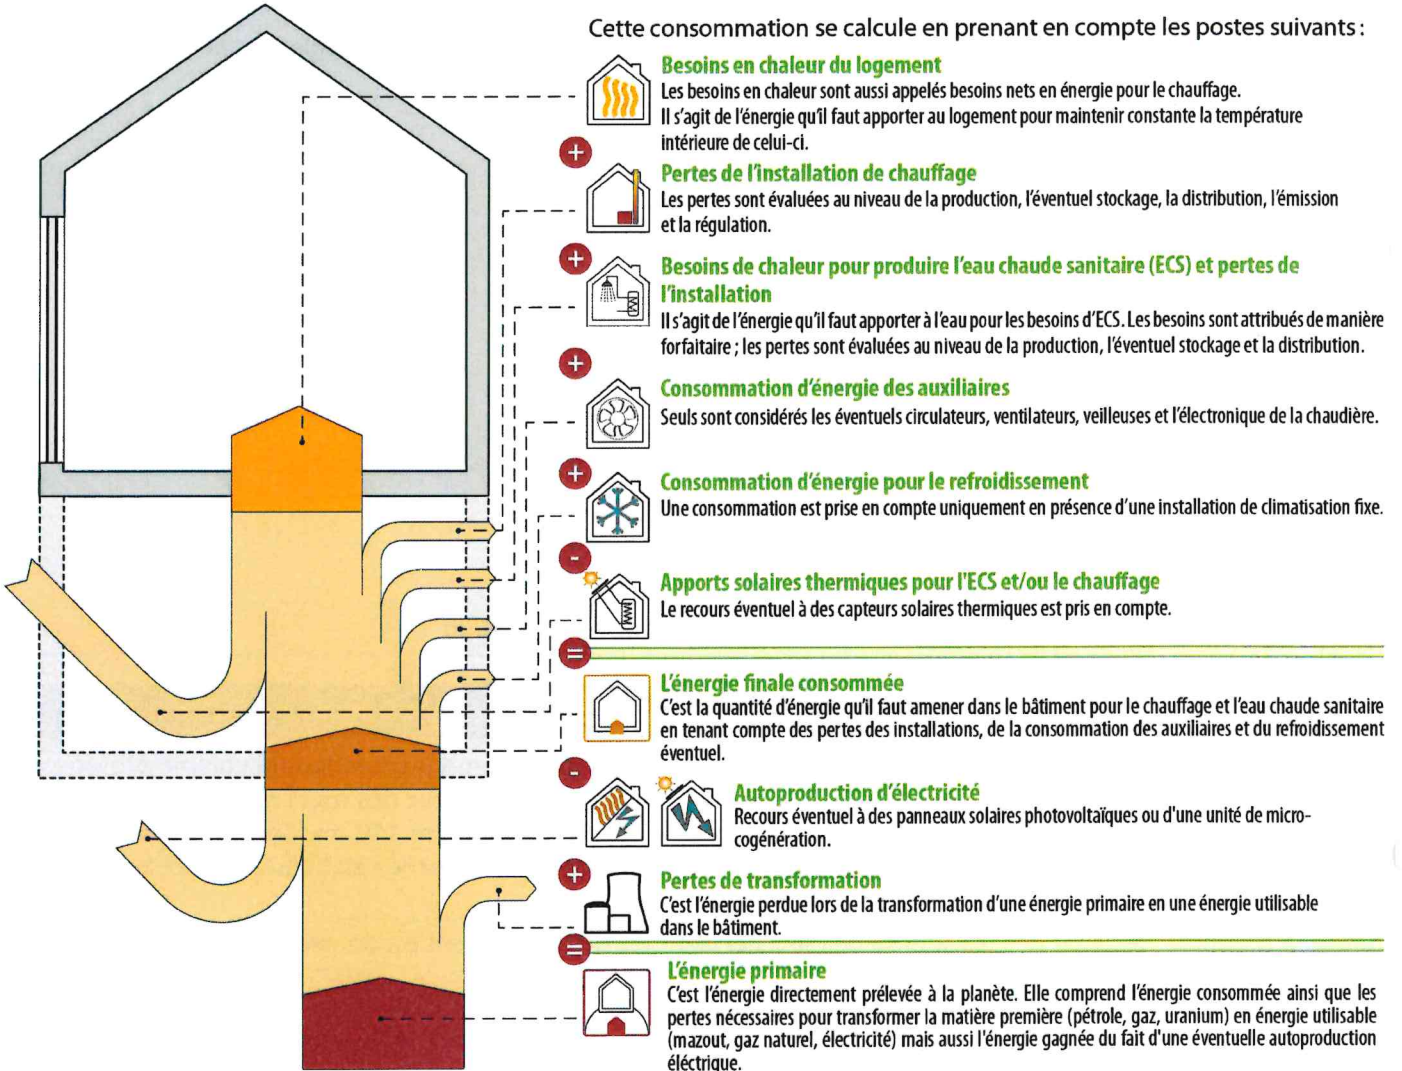 Cette consommation se calcule en prenant en compte les postes suivants :
Besoins en chaleur du logement
Les besoins en chaleur sont aussi appelés besoins nets en énergie pour le chauffage.
Il s'agit de l'énergie qu'il faut apporter au logement pour maintenir constante la température
intérieure de celui-ci.
+
Pertes de l'installation de chauffage
Les pertes sont évaluées au niveau de la production, l'éventuel stockage, la distribution, l'émission
et la régulation.
+
Besoins de chaleur pour produire l'eau chaude sanitaire (ECS) et pertes de
l'installation
Il s'agit de l'énergie qu'il faut apporter à l'eau pour les besoins d'ECS. Les besoins sont attribués de manière
forfaitaire ; les pertes sont évaluées au niveau de la production, l'éventuel stockage et la distribution.
+
Consommation d'énergie des auxiliaires
Seuls sont considérés les éventuels circulateurs, ventilateurs, veilleuses et l'électronique de la chaudière.
+
Consommation d'énergie pour le refroidissement
Une consommation est prise en compte uniquement en présence d'une installation de climatisation fixe.
-
Apports solaires thermiques pour l'ECS et/ou le chauffage
Le recours éventuel à des capteurs solaires thermiques est pris en compte.
=
L'énergie finale consommée
C'est la quantité d'énergie qu'il faut amener dans le bâtiment pour le chauffage et l'eau chaude sanitaire
en tenant compte des pertes des installations, de la consommation des auxiliaires et du refroidissement
éventuel.
-
Autoproduction d'électricité
Recours éventuel à des panneaux solaires photovoltaïques ou d'une unité de micro-
cogénération.
+
Pertes de transformation
C'est l'énergie perdue lors de la transformation d'une énergie primaire en une énergie utilisable
dans le bâtiment.
=
L'énergie primaire
C'est l'énergie directement prélevée à la planète. Elle comprend l'énergie consommée ainsi que les
pertes nécessaires pour transformer la matière première (pétrole, gaz, uranium) en énergie utilisable
(mazout, gaz naturel, électricité) mais aussi l'énergie gagnée du fait d'une éventuelle autoproduction
éléctrique.